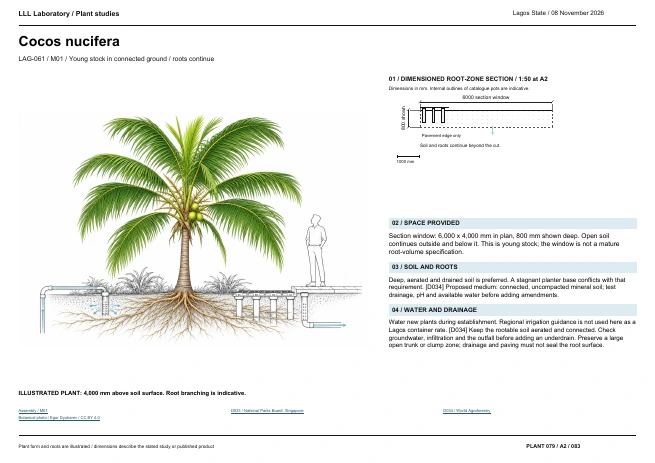 LLL Laboratory / Plant studies
Lagos State / 08 November 2026
Cocos nucifera
LAG-061 / M01 / Young stock in connected ground / roots continue
01 / DIMENSIONED ROOT-ZONE SECTION / 1:50 at A2
Dimensions in mm. Internal outlines of catalogue pots are indicative.
6000 section window
800 shown
Pavement edge only
Soil and roots continue beyond the cut.
1000 mm
02 / SPACE PROVIDED
Section window: 6,000 x 4,000 mm in plan, 800 mm shown deep. Open soil
continues outside and below it. This is young stock; the window is not a mature
root-volume specification.
03 / SOIL AND ROOTS
Deep, aerated and drained soil is preferred. A stagnant planter base conflicts with that
requirement. [D034] Proposed medium: connected, uncompacted mineral soil; test
drainage, pH and available water before adding amendments.
04 / WATER AND DRAINAGE
Water new plants during establishment. Regional irrigation guidance is not used here as a
Lagos container rate. [D034] Keep the rootable soil aerated and connected. Check
groundwater, infiltration and the outfall before adding an underdrain. Preserve a large
open trunk or clump zone; drainage and paving must not seal the root surface.
ILLUSTRATED PLANT: 4,000 mm above soil surface. Root branching is indicative.
Assembly / M01
D033 / National Parks Board, Singapore
D034 / World Agroforestry
Botanical photo / Egor Dyukarev / CC BY 4.0
Plant form and roots are illustrated / dimensions describe the stated study or published product
PLANT 079 / A2 / 083